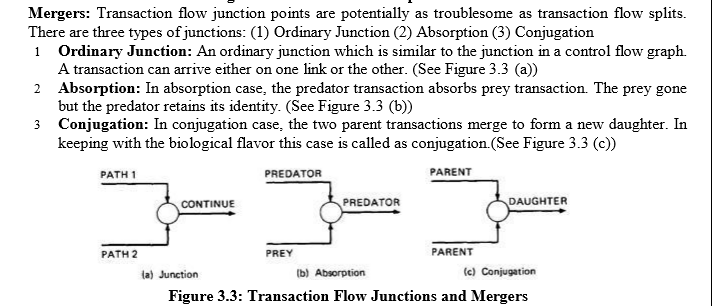 Mergers: Transaction flow junction points are potentially as troublesome as transaction flow splits.
There are three types of junctions: (1) Ordinary Junction (2) Absorption (3) Conjugation
1 Ordinary Junction: An ordinary junction which is similar to the junction in a control flow graph.
A transaction can arrive either on one link or the other. (See Figure 3.3 (a))
2 Absorption: In absorption case, the predator transaction absorbs prey transaction. The prey gone
but the predator retains its identity. (See Figure 3.3 (b))
3 Conjugation: In conjugation case, the two parent transactions merge to form a new daughter. In
keeping with the biological flavor this case is called as conjugation.(See Figure 3.3 (c))
PATH 1
CONTINUE
PATH 2
(a) Junction
PREDATOR
PREDATOR
PREY
(b) Absorption
PARENT
DAUGHTER
PARENT
(c) Conjugation
Figure 3.3: Transaction Flow Junctions and Mergers